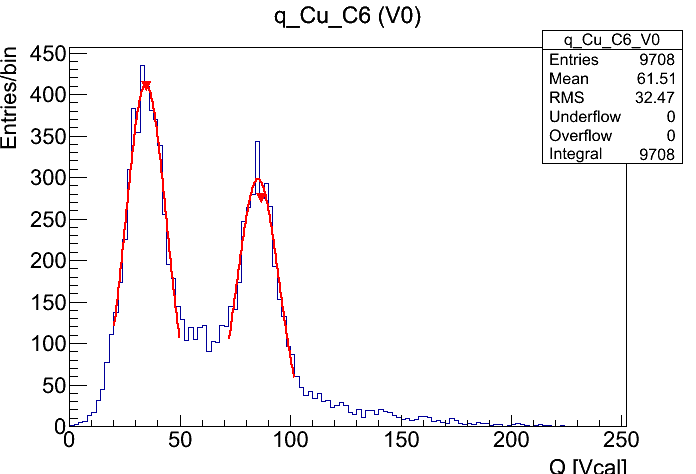 q_Cu_C6 (V0)
Entries/bin
q_Cu_C6_V0
Entries 9708
Mean 61.51
RMS 32.47
Underflow 0
Overflow 0
Integral 9708
450
400
350
300
250
200
150
100
50
0
0 50 100 150 200 250
Q [Vcal]